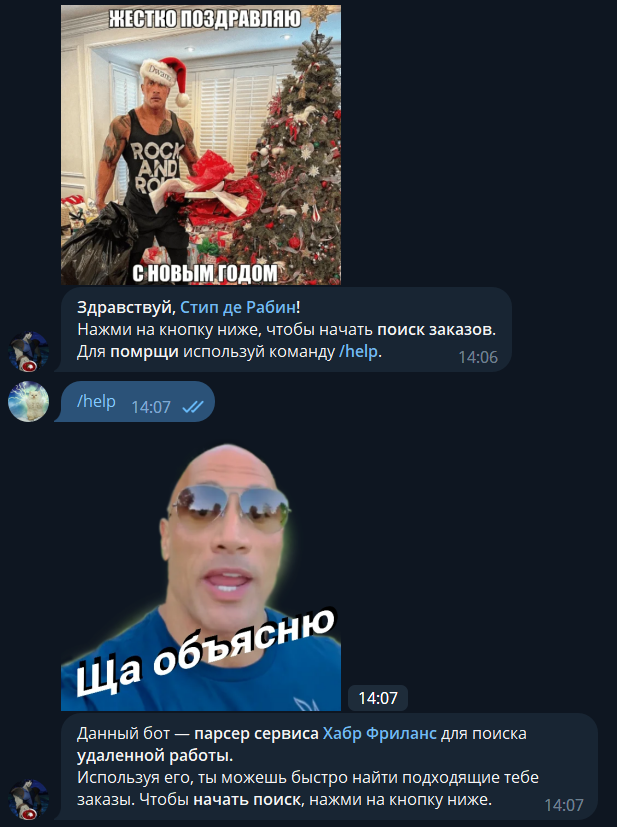 ЖЕСТКО ПОЗДРАВЛЯЮ
ROCK
AND
ROL
С НОВЫМ ГОДОМ
Здравствуй, Стип де Рабин!
Нажми на кнопку ниже, чтобы начать поиск заказов.
Для помрщи используй команду /help.
14:06
/help 14:07
Ща объясню
14:07
Данный бот — парсер сервиса Хабр Фриланс для поиска
удаленной работы.
Используя его, ты можешь быстро найти подходящие тебе
заказы. Чтобы начать поиск, нажми на кнопку ниже.
14:07